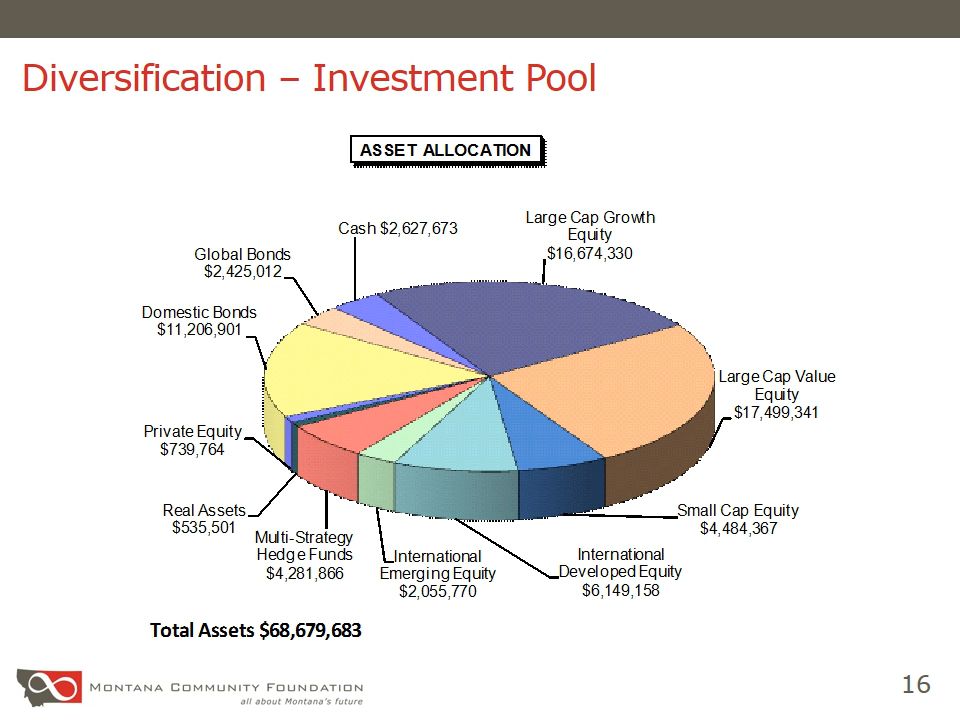 Diversification – Investment Pool
ASSET ALLOCATION
Cash $2,627,673
Large Cap Growth
Equity
$16,674,330
Global Bonds
$2,425,012
Domestic Bonds
$11,206,901
Large Cap Value
Equity
$17,499,341
Private Equity
$739,764
Real Assets
$535,501
Small Cap Equity
$4,484,367
Multi-Strategy
Hedge Funds
$4,281,866
International
Emerging Equity
$2,055,770
International
Developed Equity
$6,149,158
Total Assets $68,679,683
MONTANA COMMUNITY FOUNDATION
all about Montana's future
16